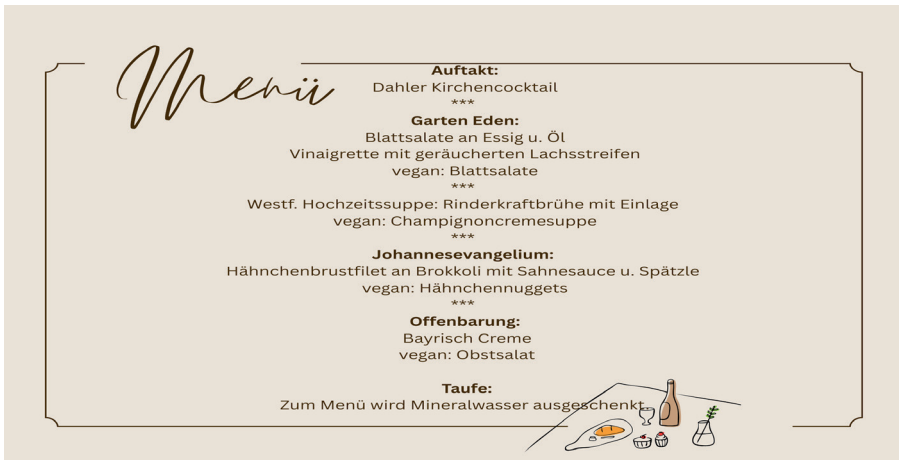 Menü
Auftakt:
Dahler Kirchencocktail
***
Garten Eden:
Blattsalate an Essig u. Öl
Vinaigrette mit geräucherten Lachsstreifen
vegan: Blattsalate
***
Westf. Hochzeitssuppe: Rinderkraftbrühe mit Einlage
vegan: Champignoncremesuppe
***
Johannesevangelium:
Hähnchenbrustfilet an Brokkoli mit Sahnesauce u. Spätzle
vegan: Hähnchennuggets
***
Offenbarung:
Bayrisch Creme
vegan: Obstsalat
Taufe:
Zum Menü wird Mineralwasser ausgeschenkt